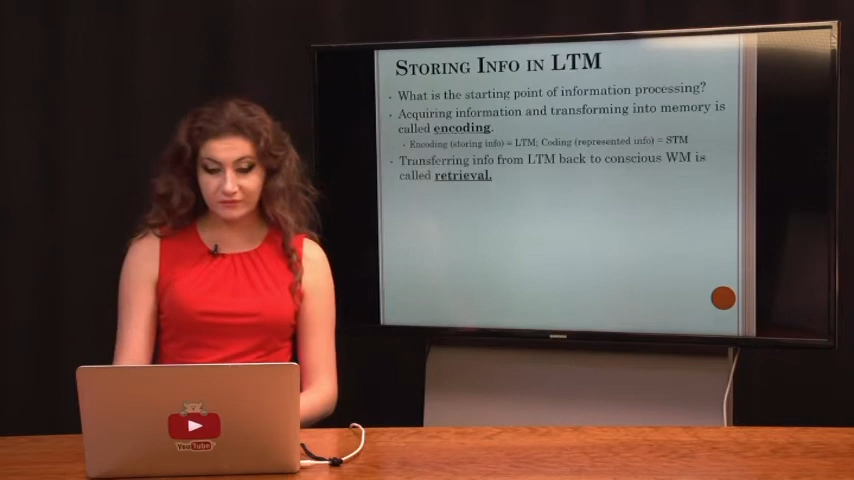 STORING INFO IN LTM
What is the starting point of information processing?
Acquiring information and transforming into memory is
called encoding.
Encoding (storing info) = LTM; Coding (represented info) = STM
Transferring info from LTM back to conscious WM is
called retrieval.
YouTube